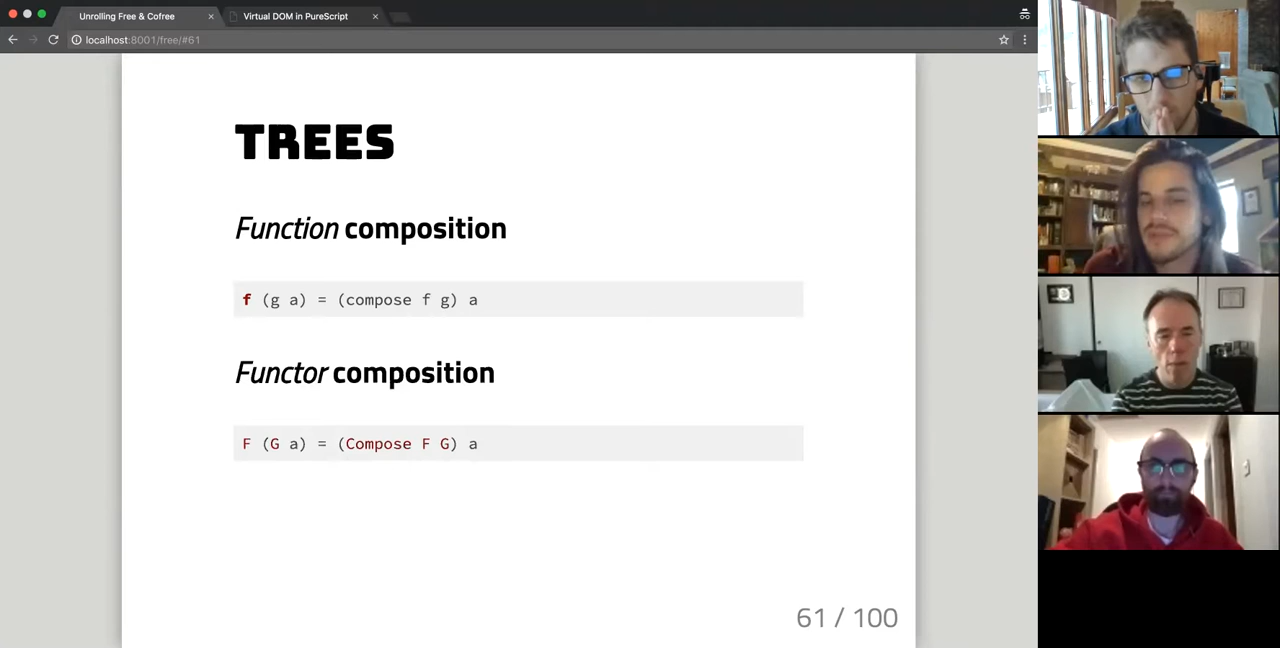 Unrolling Free & Cofree
Virtual DOM in PureScript
localhost:8001/free/#61
TREES
Function composition
f (g a) = (compose f g) a
Functor composition
F (G a) = (Compose F G) a
61 / 100